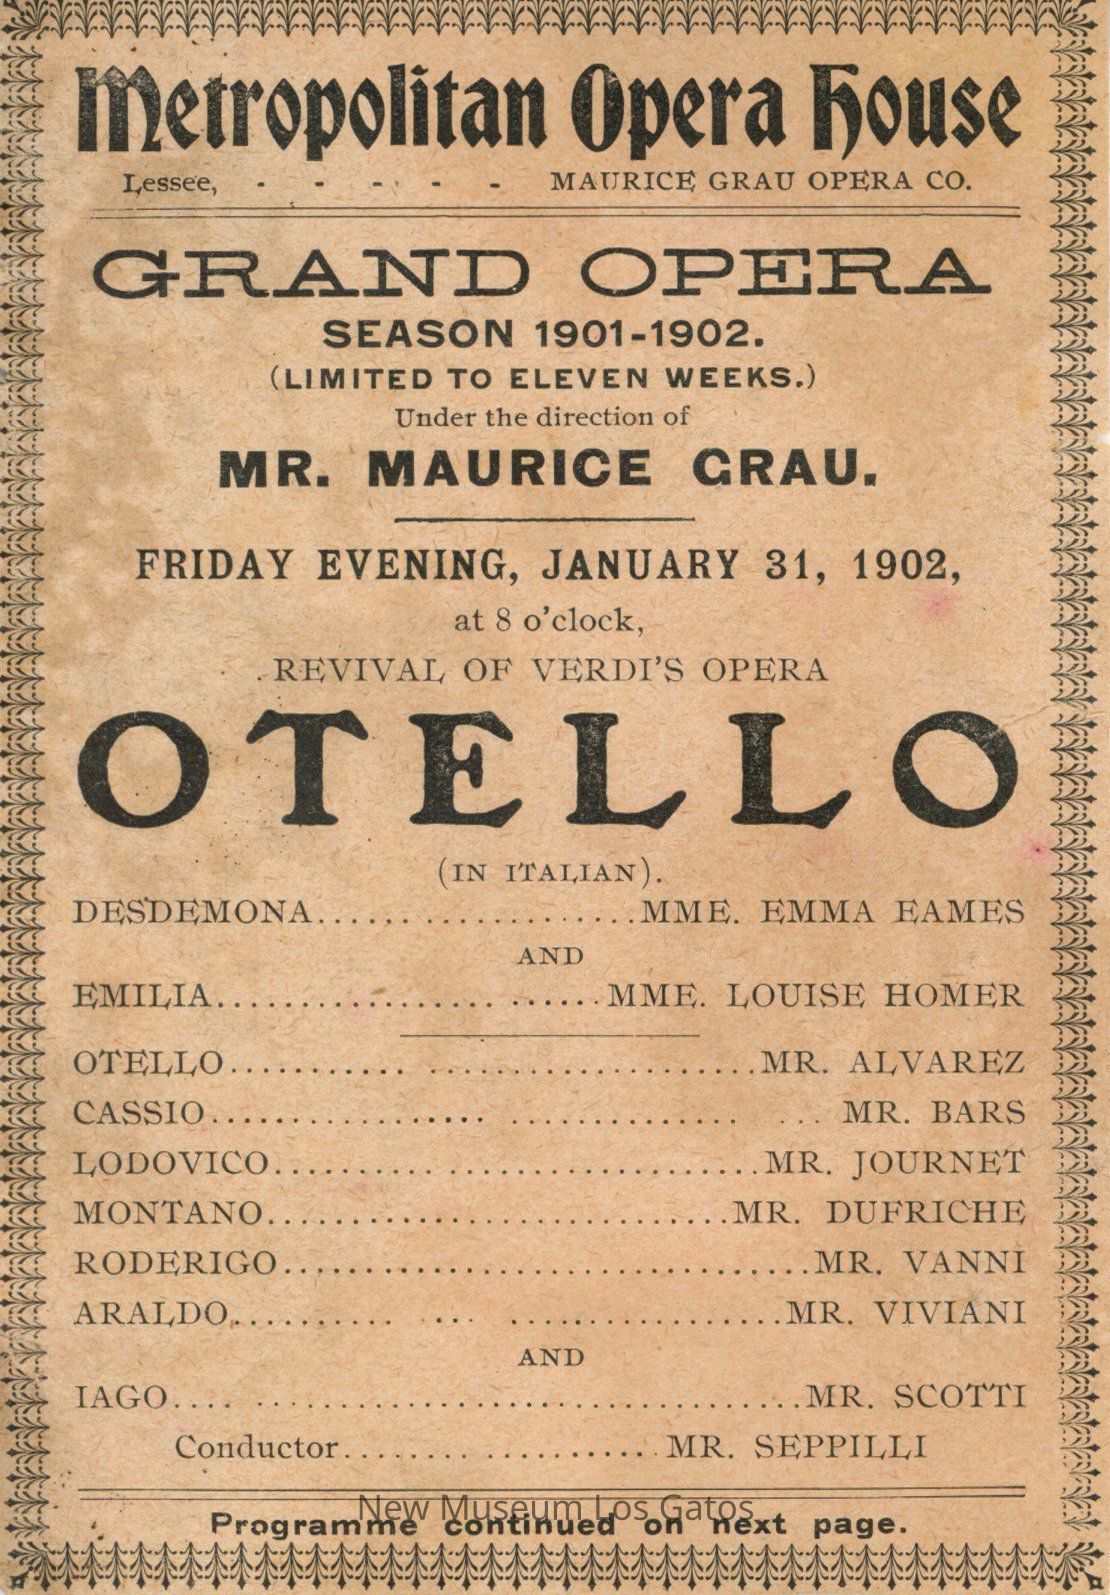 Metropolitan Opera House
Lessee, - - - - - MAURICE GRAU OPERA CO.
GRAND OPERA
SEASON 1901-1902.
(LIMITED TO ELEVEN WEEKS.)
Under the direction of
MR. MAURICE GRAU.
FRIDAY EVENING, JANUARY 31, 1902,
at 8 o'clock,
REVIVAL OF VERDI'S OPERA
OTELLO
(IN ITALIAN).
DESDEMONA......................MME. EMMA EAMES
AND
EMILIA..........................MME. LOUISE HOMER
OTELLO................................MR. ALVAREZ
CASSIO...................................MR. BARS
LODOVICO..............................MR. JOURNET
MONTANO..............................MR. DUFRICHE
RODERIGO................................MR. VANNI
ARALDO................................MR. VIVIANI
AND
IAGO...................................MR. SCOTTI
Conductor.......................MR. SEPPILLI
New Museum Los Gatos
Programme continued on next page.